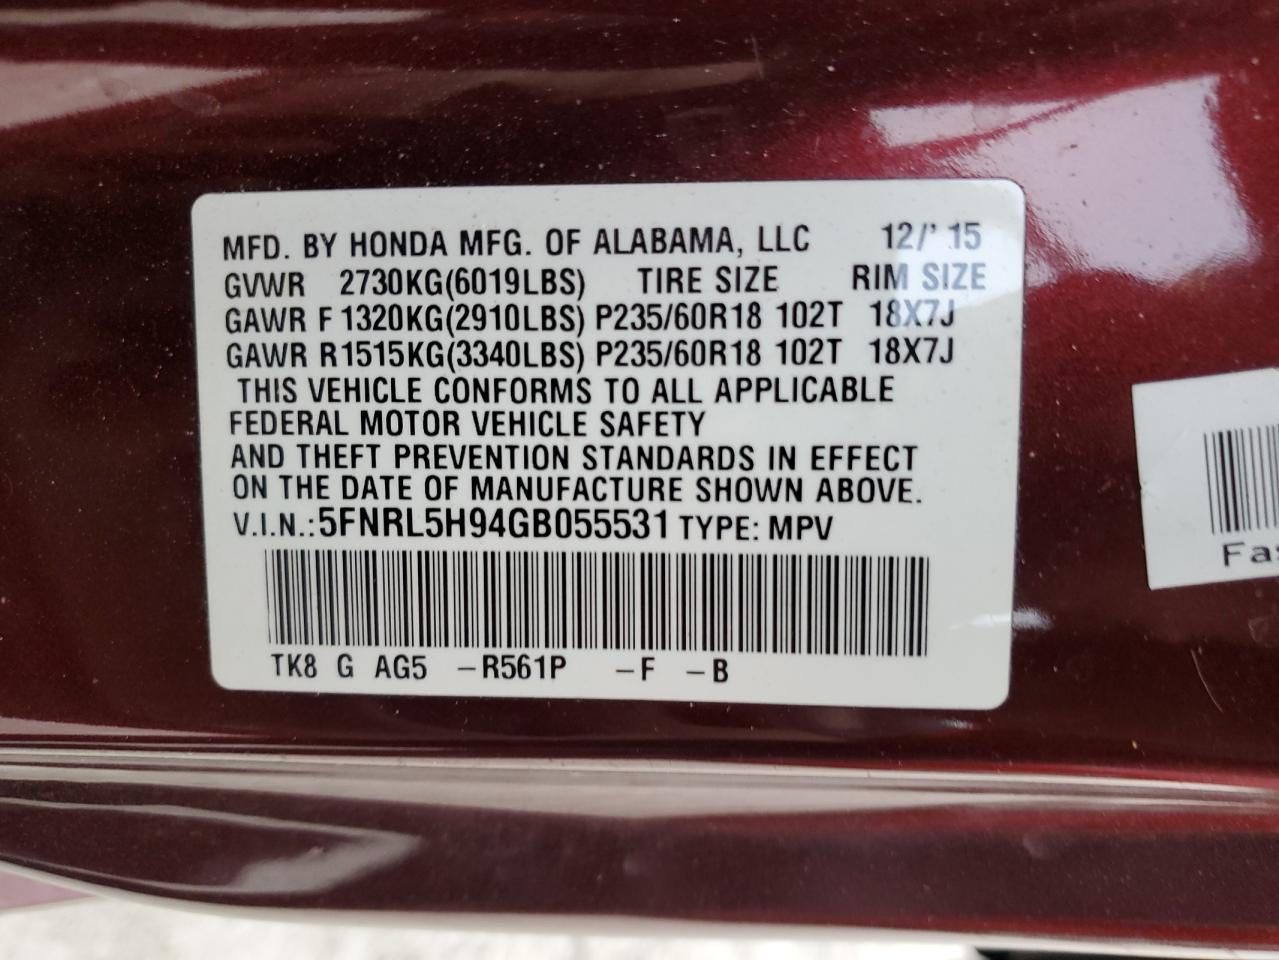 MFD. BY HONDA MFG. OF ALABAMA, LLC 12/' 15
GVWR 2730KG(6019LBS) TIRE SIZE RIM SIZE
GAWR F 1320KG(2910LBS) P235/60R18 102T 18X7J
GAWR R1515KG(3340LBS) P235/60R18 102T 18X7J
THIS VEHICLE CONFORMS TO ALL APPLICABLE
FEDERAL MOTOR VEHICLE SAFETY
AND THEFT PREVENTION STANDARDS IN EFFECT
ON THE DATE OF MANUFACTURE SHOWN ABOVE.
V.I.N.:5FNRL5H94GB055531 TYPE: MPV
TK8 G AG5 –R561P –F –B